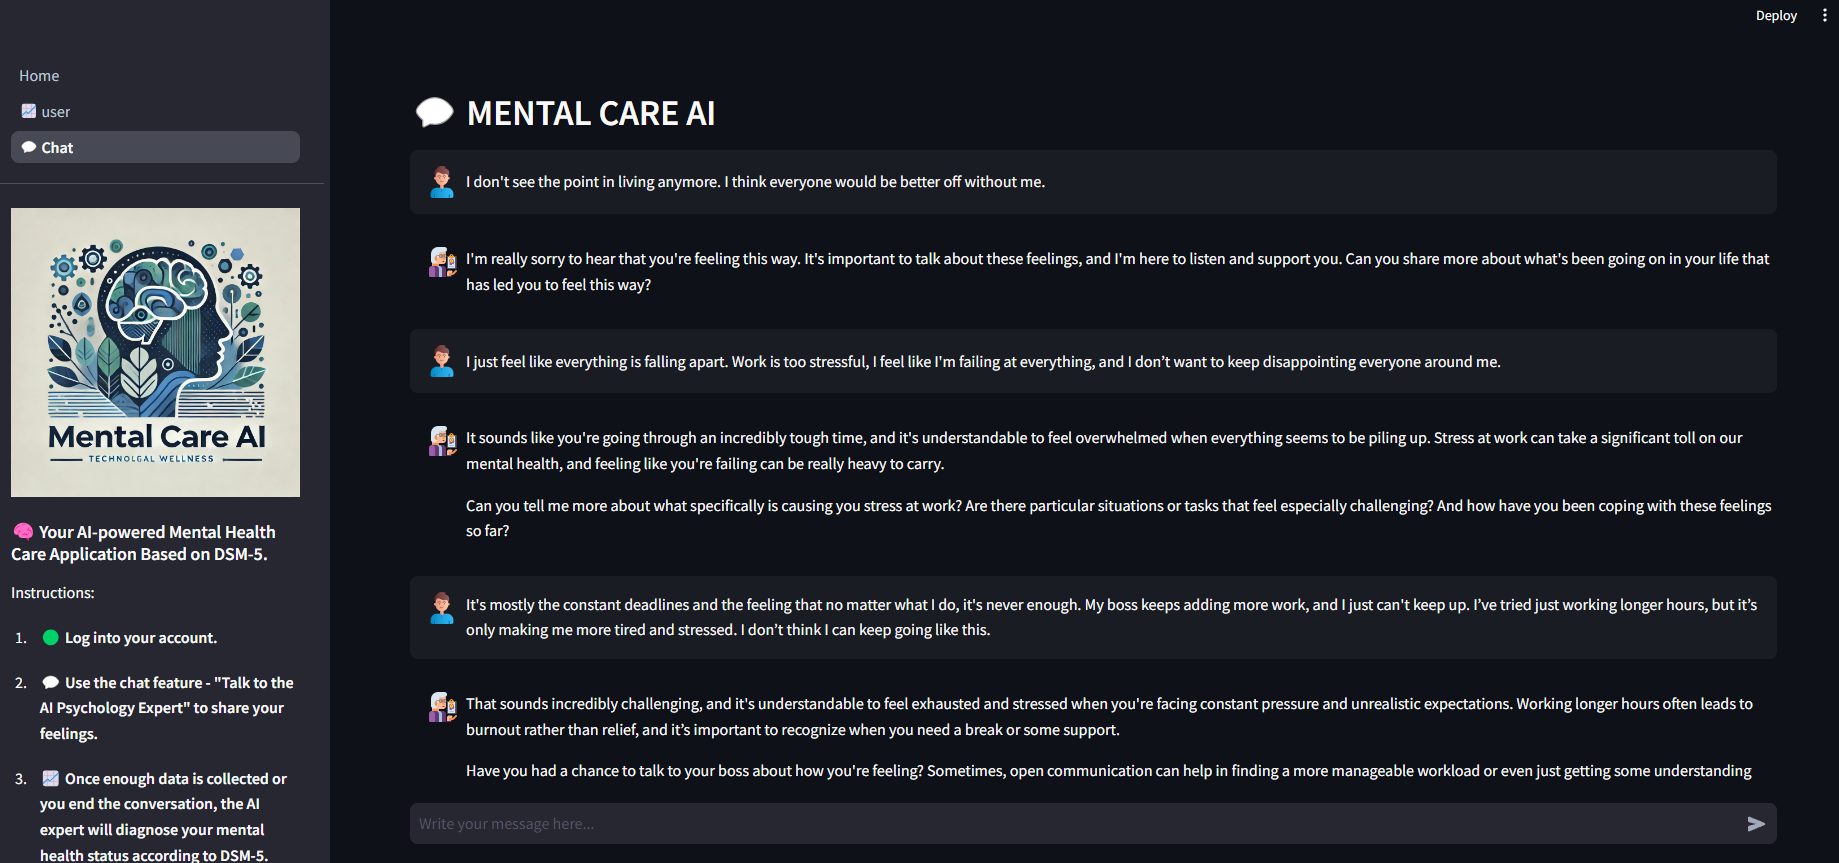 Deploy
Home
user
Chat
Mental Care AI
TECHNOLGAL WELLNESS
Your AI-powered Mental Health
Care Application Based on DSM-5.
Instructions:
1. Log into your account.
2. Use the chat feature - "Talk to the
AI Psychology Expert" to share your
feelings.
3. Once enough data is collected or
you end the conversation, the AI
expert will diagnose your mental
health status according to DSM-5.
MENTAL CARE AI
I don't see the point in living anymore. I think everyone would be better off without me.
I'm really sorry to hear that you're feeling this way. It's important to talk about these feelings, and I'm here to listen and support you. Can you share more about what's been going on in your life that
has led you to feel this way?
I just feel like everything is falling apart. Work is too stressful, I feel like I'm failing at everything, and I don’t want to keep disappointing everyone around me.
It sounds like you're going through an incredibly tough time, and it's understandable to feel overwhelmed when everything seems to be piling up. Stress at work can take a significant toll on our
mental health, and feeling like you're failing can be really heavy to carry.
Can you tell me more about what specifically is causing you stress at work? Are there particular situations or tasks that feel especially challenging? And how have you been coping with these feelings
so far?
It's mostly the constant deadlines and the feeling that no matter what I do, it's never enough. My boss keeps adding more work, and I just can't keep up. I’ve tried just working longer hours, but it’s
only making me more tired and stressed. I don’t think I can keep going like this.
That sounds incredibly challenging, and it's understandable to feel exhausted and stressed when you're facing constant pressure and unrealistic expectations. Working longer hours often leads to
burnout rather than relief, and it’s important to recognize when you need a break or some support.
Have you had a chance to talk to your boss about how you're feeling? Sometimes, open communication can help in finding a more manageable workload or even just getting some understanding
Write your message here...